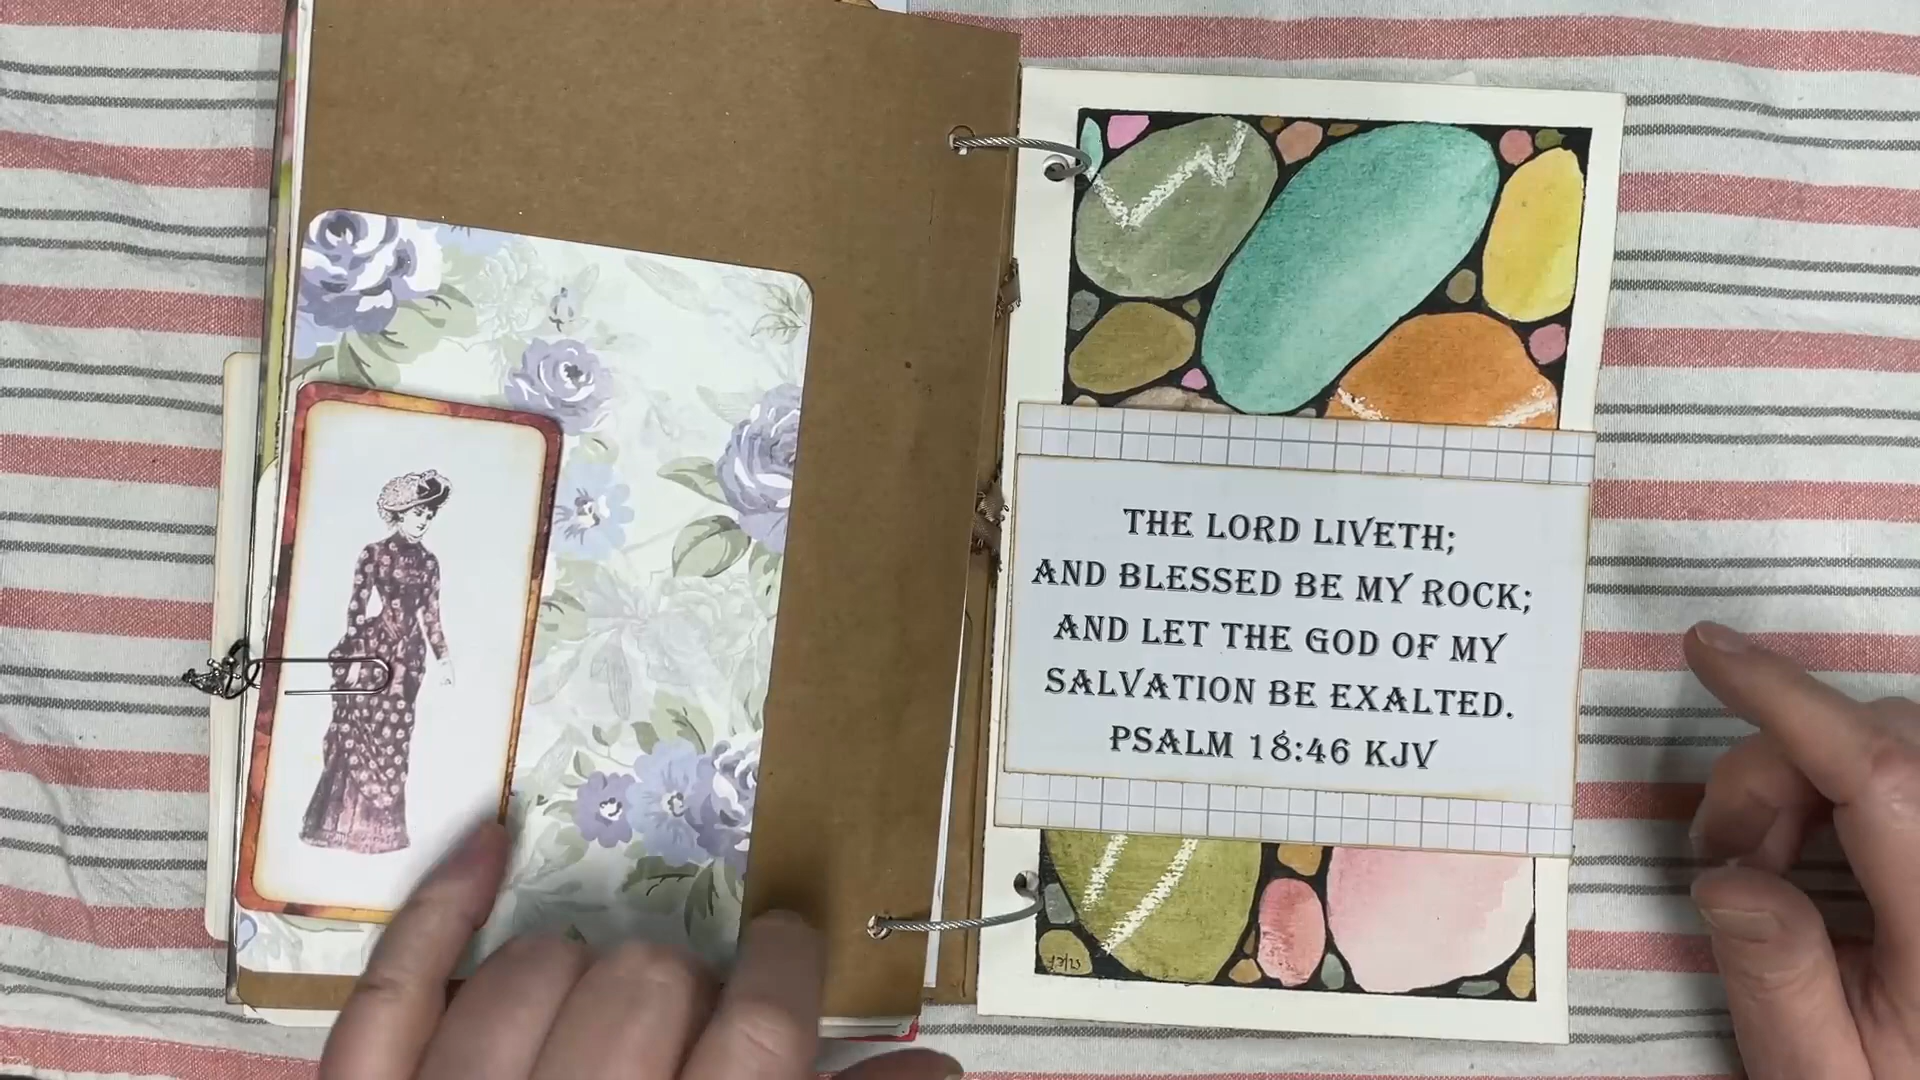 THE LORD LIVETH;
AND BLESSED BE MY ROCK;
AND LET THE GOD OF MY
SALVATION BE EXALTED.
PSALM 18:46 KJV